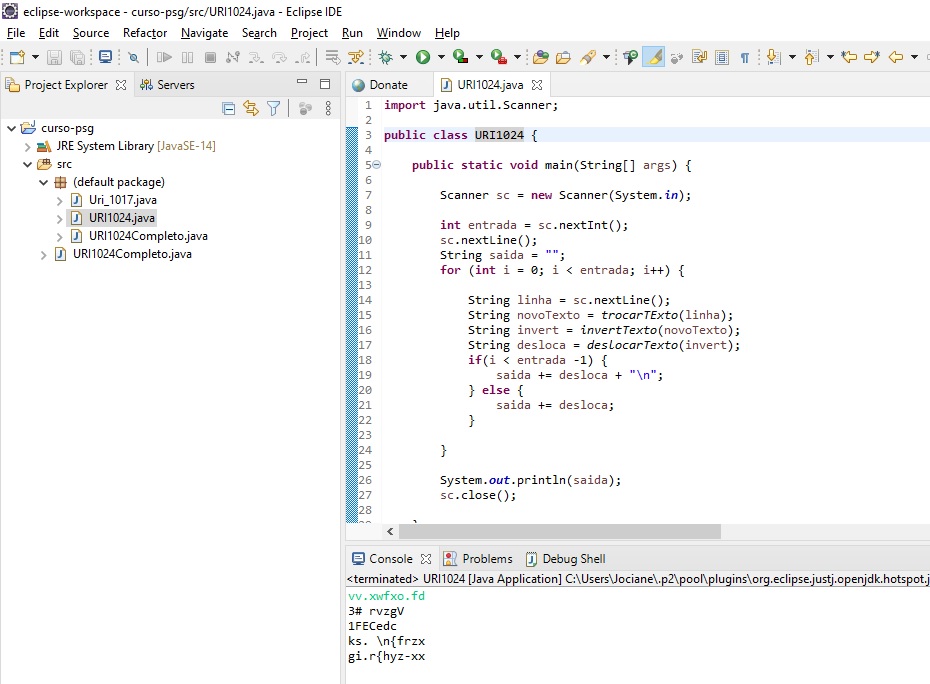 eclipse-workspace - curso-psg/src/URI1024.java - Eclipse IDE
File Edit Source Refactor Navigate Search Project Run Window Help
Project Explorer Servers
curso-psg
JRE System Library [JavaSE-14]
src
(default package)
Uri_1017.java
URI1024.java
URI1024Completo.java
URI1024Completo.java
Donate URI1024.java
1 import java.util.Scanner;
2
3 public class URI1024 {
4
5 public static void main(String[] args) {
6
7 Scanner sc = new Scanner(System.in);
8
9 int entrada = sc.nextInt();
10 sc.nextLine();
11 String saida = "";
12 for (int i = 0; i < entrada; i++) {
13
14 String linha = sc.nextLine();
15 String novoTexto = trocarTExto(linha);
16 String invert = invertTexto(novoTexto);
17 String desloca = deslocarTexto(invert);
18 if(i < entrada -1) {
19 saida += desloca + "\n";
20 } else {
21 saida += desloca;
22 }
23
24 }
25
26 System.out.println(saida);
27 sc.close();
28
Console Problems Debug Shell
<terminated> URI1024 [Java Application] C:\Users\Jociane\.p2\pool\plugins\org.eclipse.justj.openjdk.hotspot.j
vv.xwfxo.fd
3# rvzgV
1FECedc
ks. \n{frzx
gi.r{hyz-xx